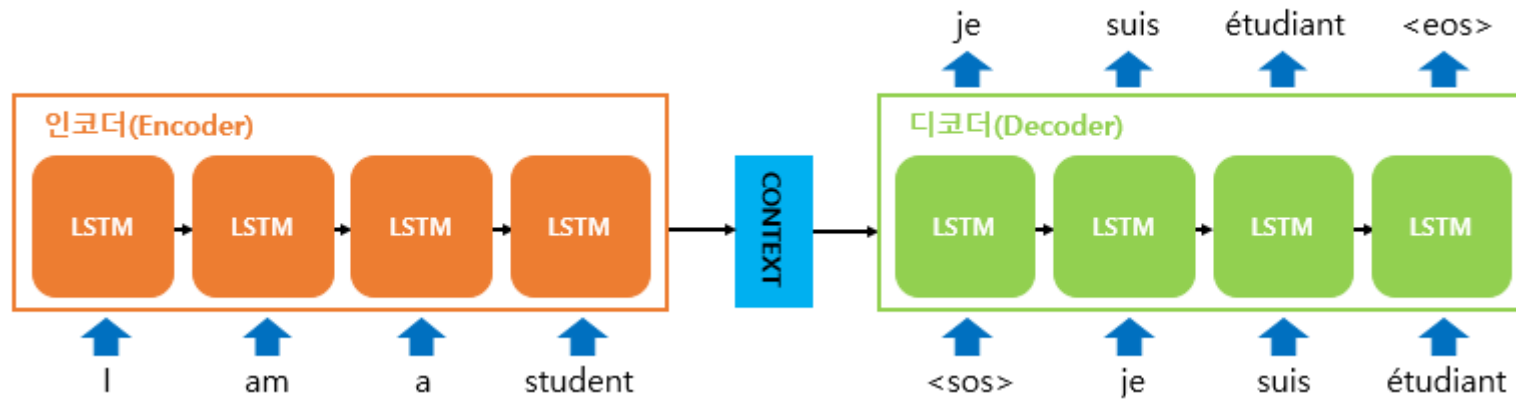 je suis étudiant <eos>
인코더(Encoder)
디코더(Decoder)
LSTM LSTM LSTM LSTM
CONTEXT
LSTM LSTM LSTM LSTM
I am a student
<sos> je suis étudiant